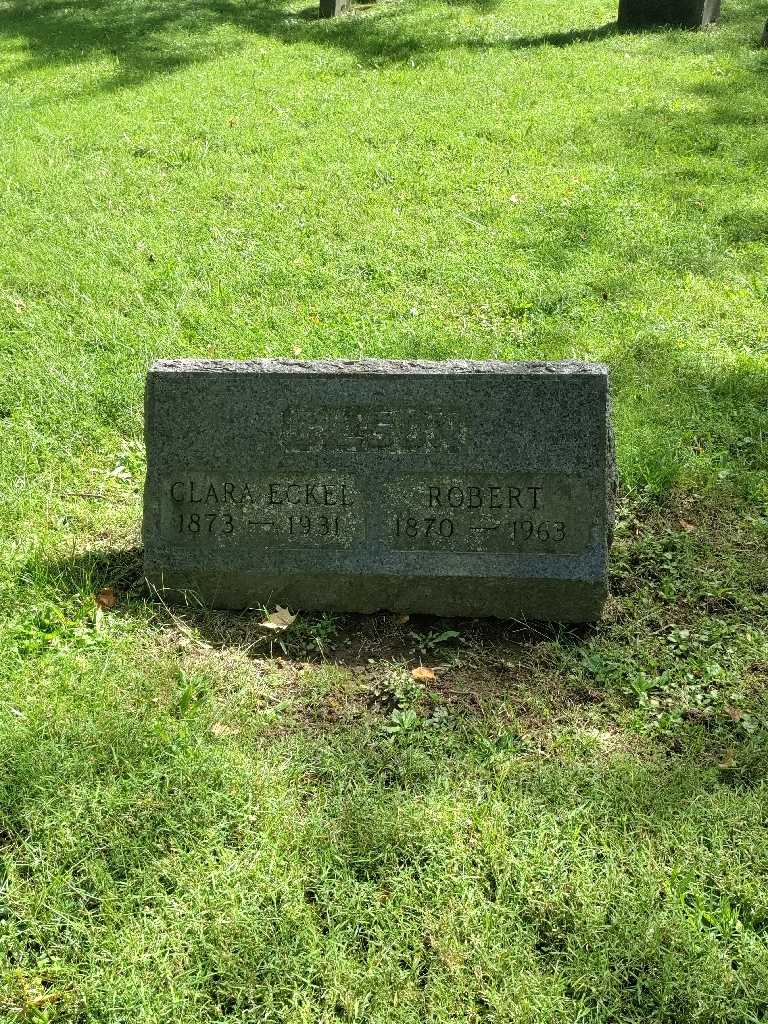 CLARA ECKEL
1873 — 1931
ROBERT
1870 — 1963